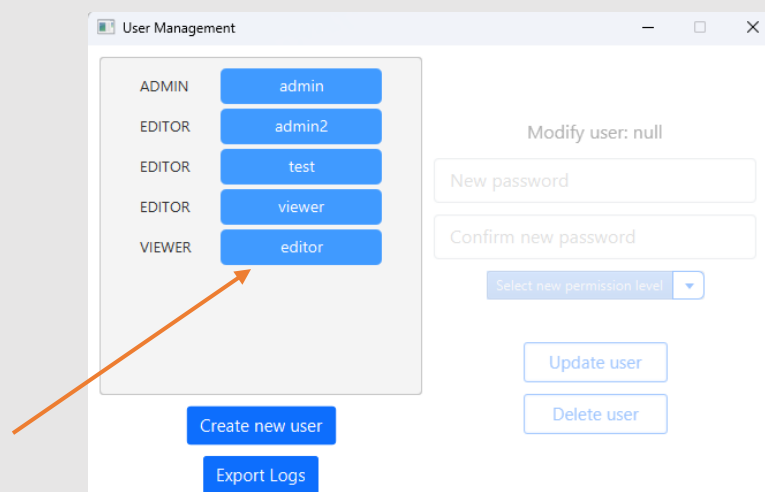 User Management
ADMIN admin
EDITOR admin2
EDITOR test
EDITOR viewer
VIEWER editor
Create new user
Export Logs
Modify user: null
New password
Confirm new password
Select new permission level
Update user
Delete user